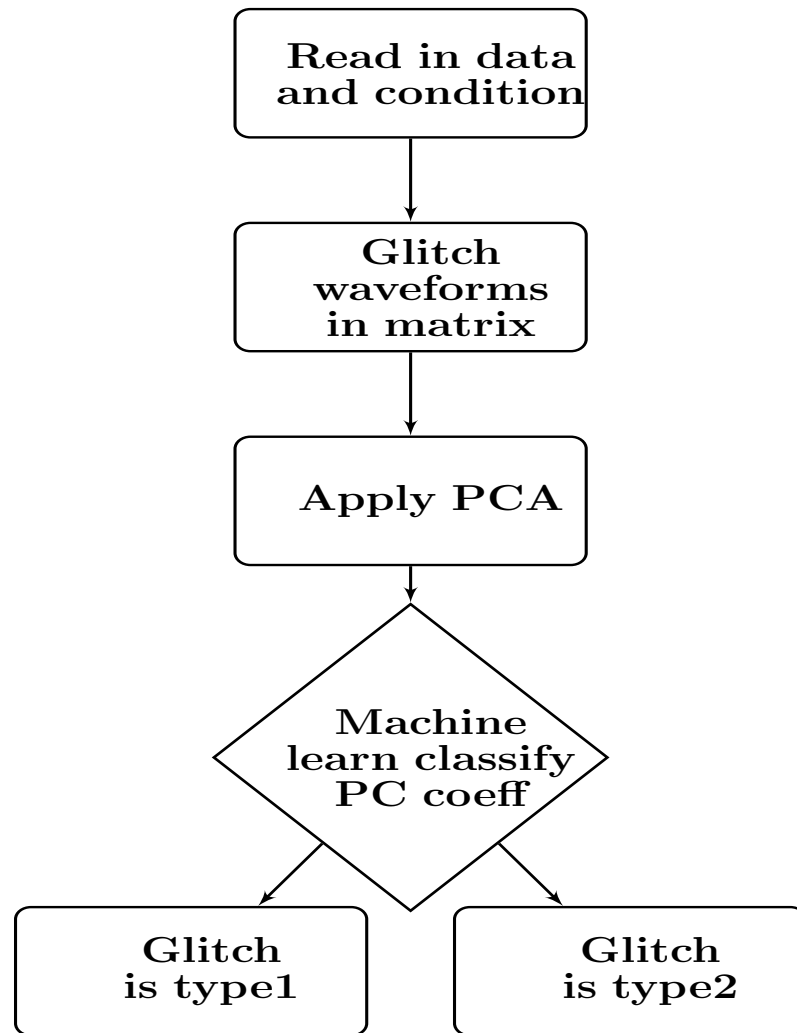 Read in data
and condition
Glitch
waveforms
in matrix
Apply PCA
Machine
learn classify
PC coeff
Glitch
is type1
Glitch
is type2